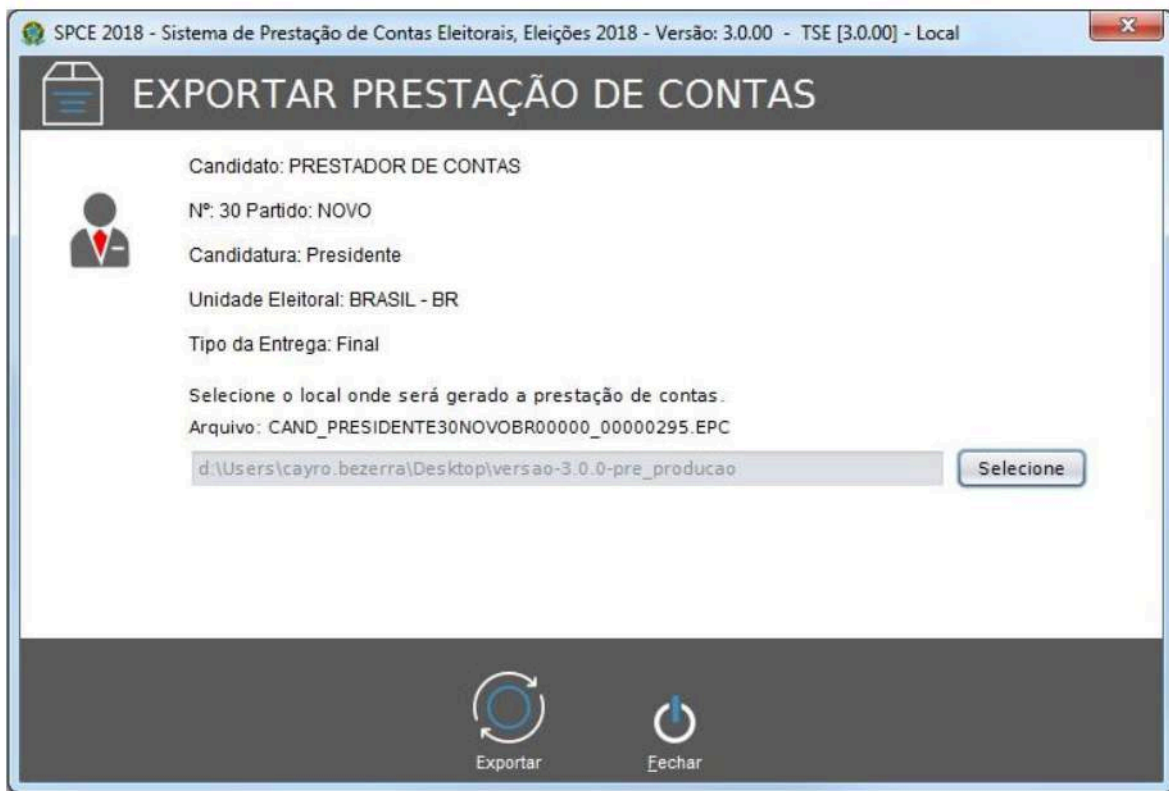 SPCE 2018 - Sistema de Prestação de Contas Eleitorais, Eleições 2018 - Versão: 3.0.00 - TSE [3.0.00] - Local
EXPORTAR PRESTAÇÃO DE CONTAS
Candidato: PRESTADOR DE CONTAS
Nº: 30 Partido: NOVO
Candidatura: Presidente
Unidade Eleitoral: BRASIL - BR
Tipo da Entrega: Final
Selecione o local onde será gerado a prestação de contas.
Arquivo: CAND_PRESIDENTE30NOVOBR00000_00000295.EPC
d:\Users\cayro.bezerra\Desktop\versao-3.0.0-pre_producao
Selecione
Exportar
Fechar